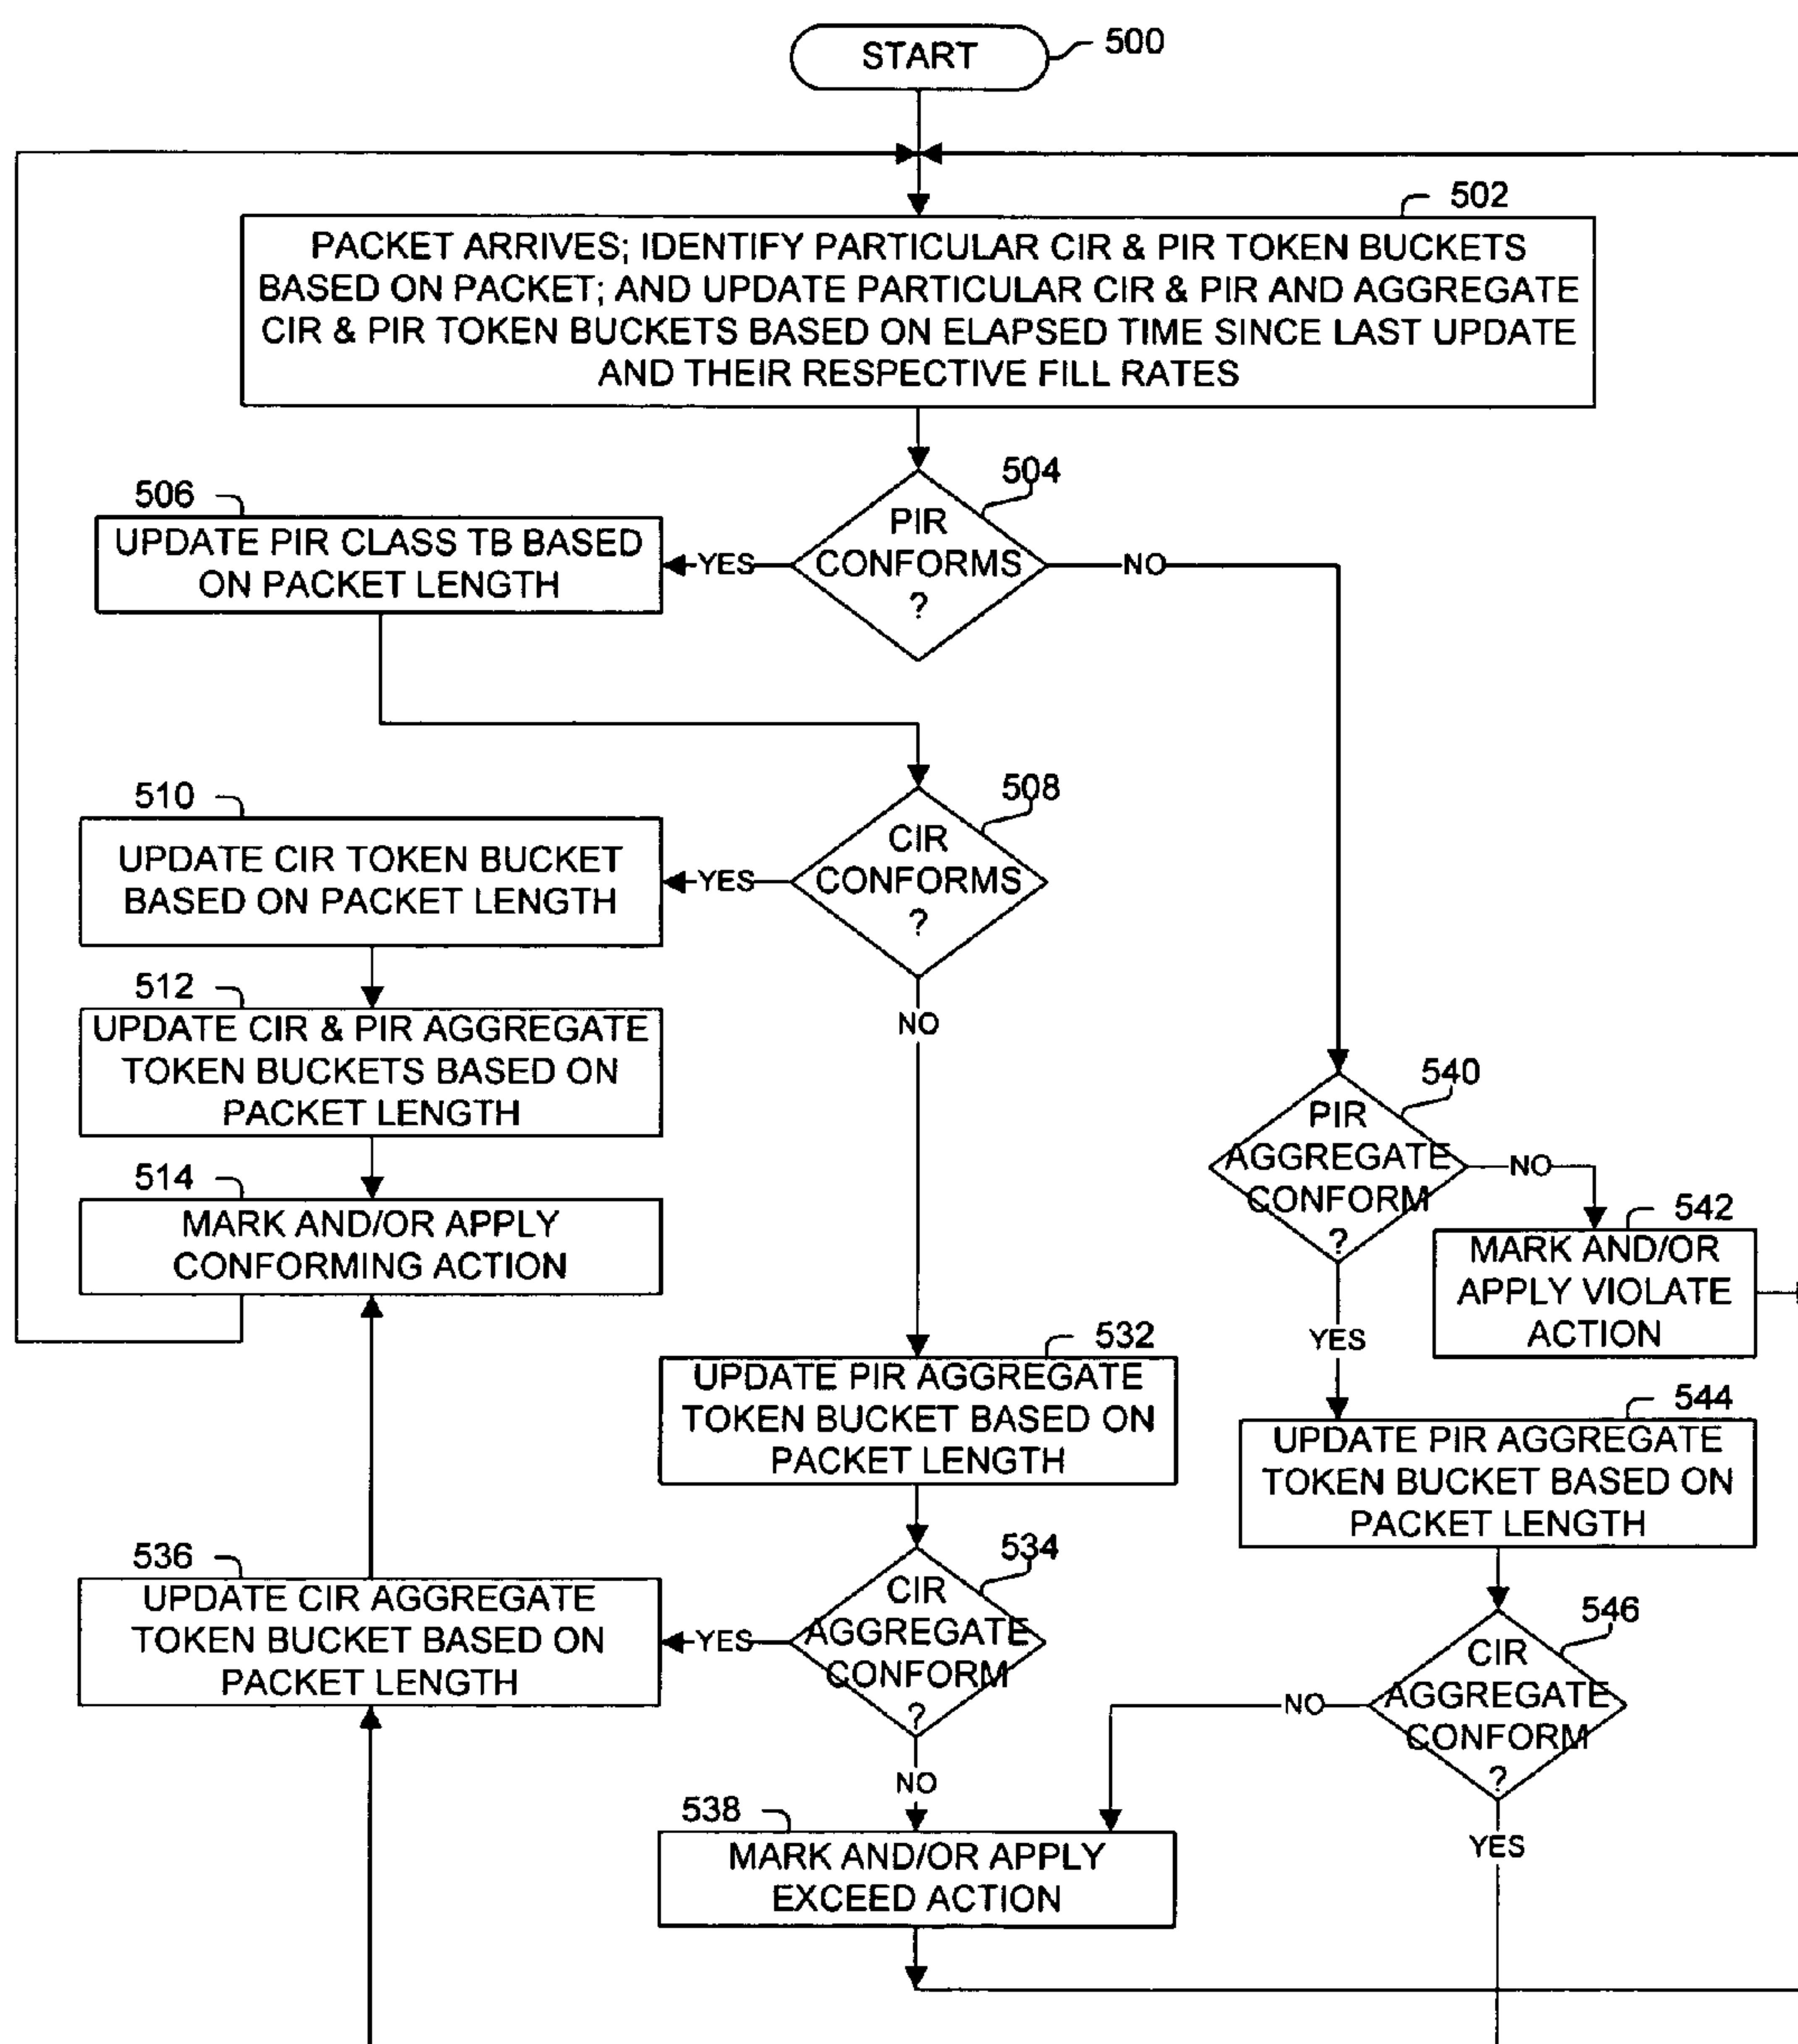 START
500
502
PACKET ARRIVES; IDENTIFY PARTICULAR CIR & PIR TOKEN BUCKETS
BASED ON PACKET; AND UPDATE PARTICULAR CIR & PIR AND AGGREGATE
CIR & PIR TOKEN BUCKETS BASED ON ELAPSED TIME SINCE LAST UPDATE
AND THEIR RESPECTIVE FILL RATES
504
PIR
CONFORMS
?
YES
NO
506
UPDATE PIR CLASS TB BASED
ON PACKET LENGTH
508
CIR
CONFORMS
?
YES
NO
510
UPDATE CIR TOKEN BUCKET
BASED ON PACKET LENGTH
512
UPDATE CIR & PIR AGGREGATE
TOKEN BUCKETS BASED ON
PACKET LENGTH
514
MARK AND/OR APPLY
CONFORMING ACTION
540
PIR
AGGREGATE
CONFORM
?
NO
YES
542
MARK AND/OR
APPLY VIOLATE
ACTION
532
UPDATE PIR AGGREGATE
TOKEN BUCKET BASED ON
PACKET LENGTH
544
UPDATE PIR AGGREGATE
TOKEN BUCKET BASED ON
PACKET LENGTH
534
CIR
AGGREGATE
CONFORM
?
YES
NO
536
UPDATE CIR AGGREGATE
TOKEN BUCKET BASED ON
PACKET LENGTH
546
CIR
AGGREGATE
CONFORM
?
NO
YES
538
MARK AND/OR APPLY
EXCEED ACTION